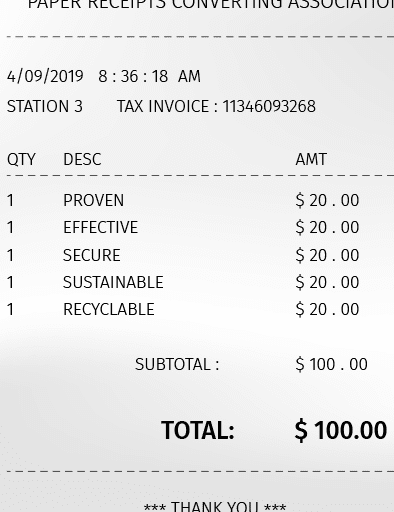 PAPER RECEIPTS CONVERTING ASSOCIATION
4/09/2019 8 : 36 : 18 AM
STATION 3 TAX INVOICE : 11346093268
QTY DESC AMT
1 PROVEN $ 20 . 00
1 EFFECTIVE $ 20 . 00
1 SECURE $ 20 . 00
1 SUSTAINABLE $ 20 . 00
1 RECYCLABLE $ 20 . 00
SUBTOTAL : $ 100 . 00
TOTAL: $ 100.00
*** THANK YOU ***